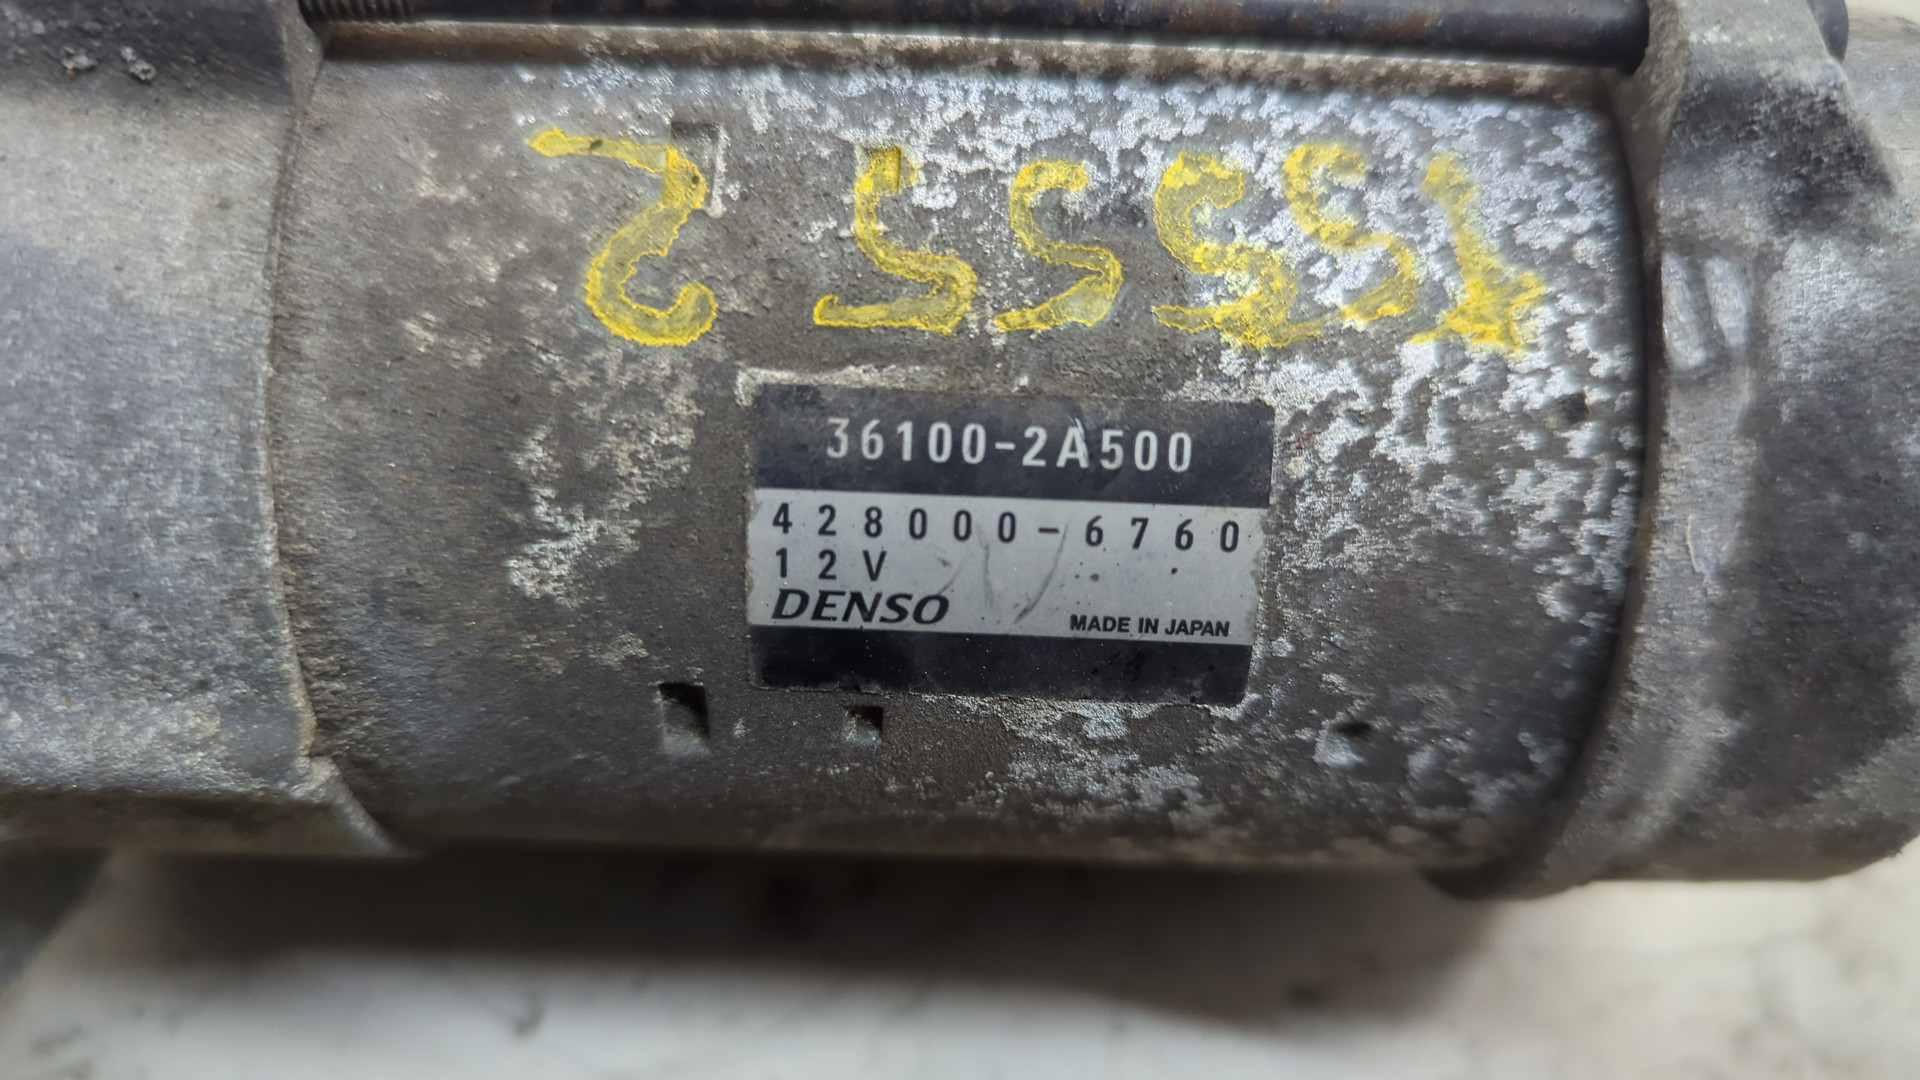 155552
36100-2A500
428000-6760
12V
DENSO
MADE IN JAPAN